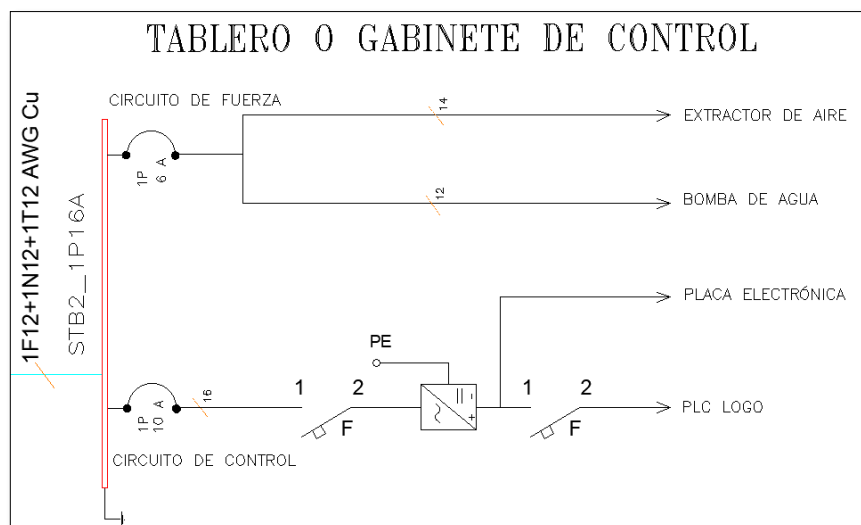 TABLERO O GABINETE DE CONTROL
1F12+1N12+1T12 AWG Cu
STB2_1P16A
CIRCUITO DE FUERZA
1P
6 A
14
EXTRACTOR DE AIRE
12
BOMBA DE AGUA
PLACA ELECTRÓNICA
PE
1P
10 A
16
1
2
F
~
-
+
1
2
F
PLC LOGO
CIRCUITO DE CONTROL